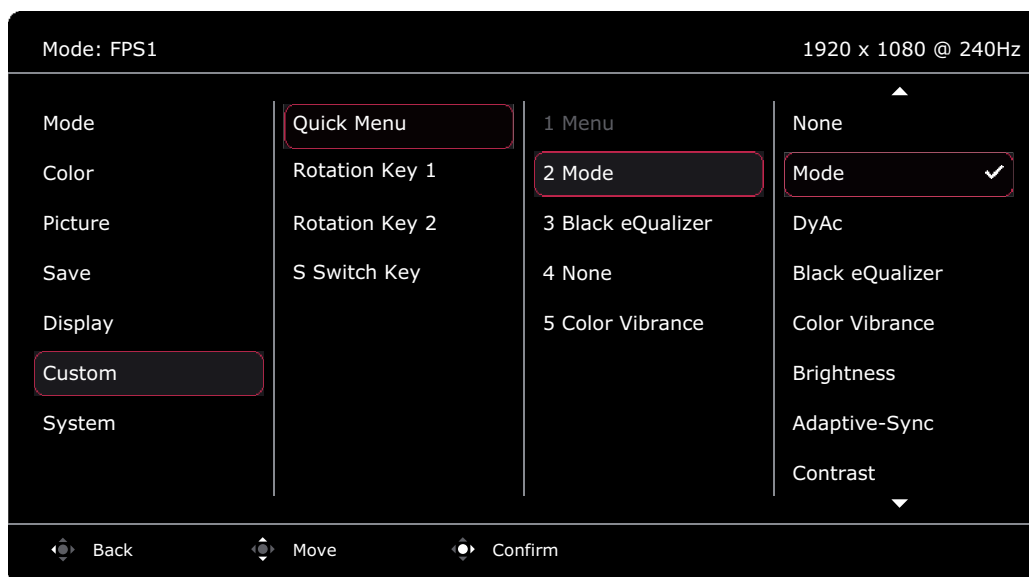 Mode: FPS1
1920 x 1080 @ 240Hz
Mode
Color
Picture
Save
Display
Custom
System
Quick Menu
Rotation Key 1
Rotation Key 2
S Switch Key
1 Menu
2 Mode
3 Black eQualizer
4 None
5 Color Vibrance
None
Mode
DyAc
Black eQualizer
Color Vibrance
Brightness
Adaptive-Sync
Contrast
Back
Move
Confirm